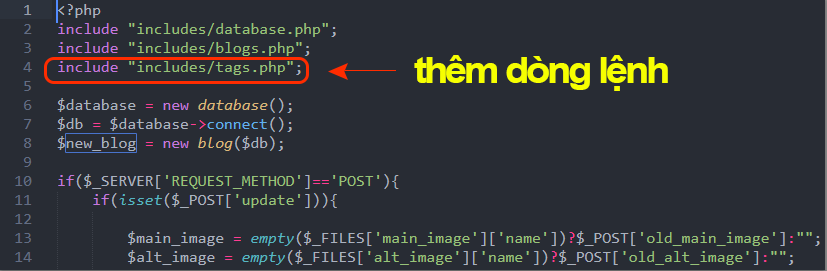 1 <?php
2 include "includes/database.php";
3 include "includes/blogs.php";
4 include "includes/tags.php";
thêm dòng lệnh
5
6 $database = new database();
7 $db = $database->connect();
8 $new_blog = new blog($db);
9
10 if($_SERVER['REQUEST_METHOD']=='POST'){
11 if(isset($_POST['update'])){
12
13 $main_image = empty($_FILES['main_image']['name'])?$_POST['old_main_image']:"";
14 $alt_image = empty($_FILES['alt_image']['name'])?$_POST['old_alt_image']:"";